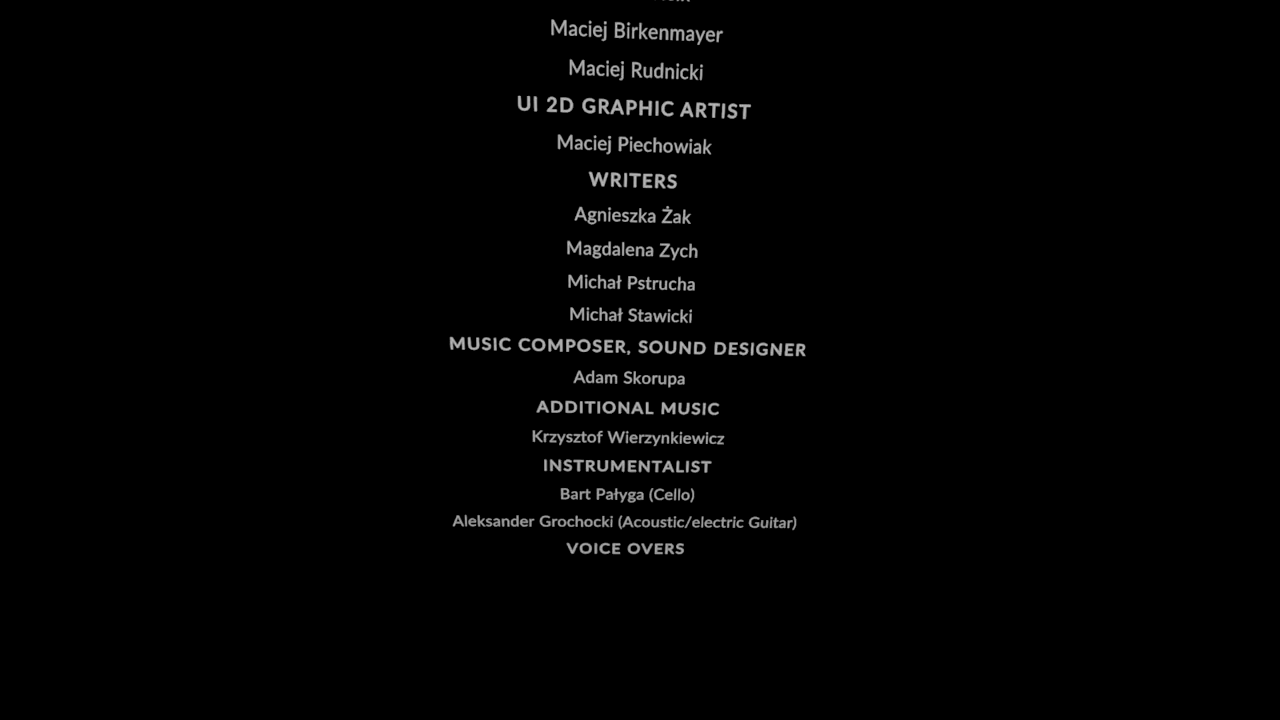 Maciej Birkenmayer
Maciej Rudnicki
UI 2D GRAPHIC ARTIST
Maciej Piechowiak
WRITERS
Agnieszka Żak
Magdalena Zych
Michał Pstrucha
Michał Stawicki
MUSIC COMPOSER, SOUND DESIGNER
Adam Skorupa
ADDITIONAL MUSIC
Krzysztof Wierzynkiewicz
INSTRUMENTALIST
Bart Pałyga (Cello)
Aleksander Grochocki (Acoustic/electric Guitar)
VOICE OVERS